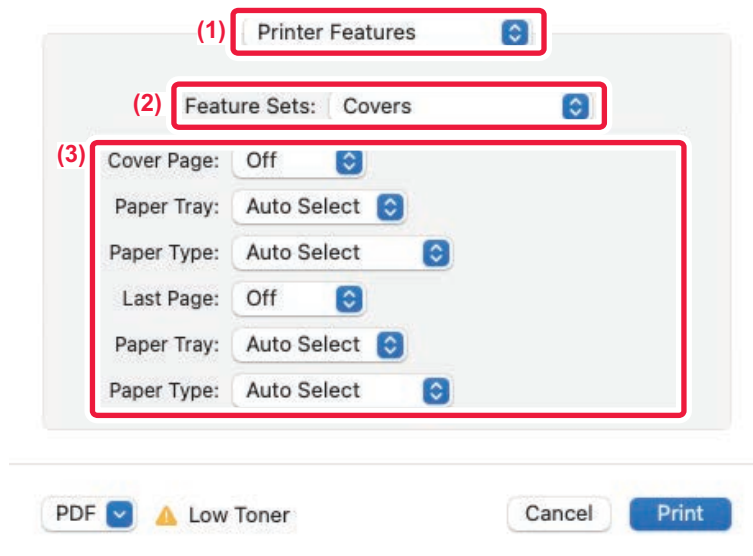 (1) Printer Features
(2) Feature Sets: Covers
(3) Cover Page: Off
Paper Tray: Auto Select
Paper Type: Auto Select
Last Page: Off
Paper Tray: Auto Select
Paper Type: Auto Select
PDF Low Toner Cancel Print